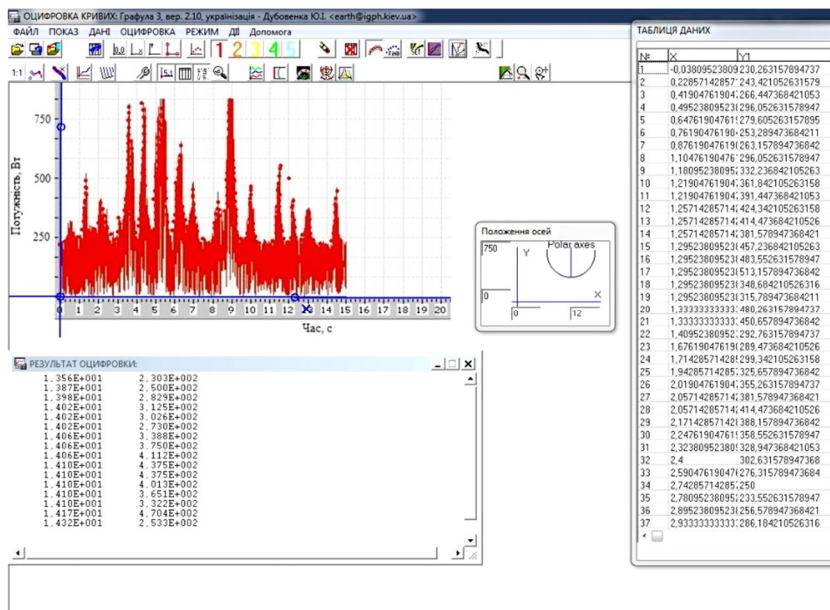 ОЦИФРОВКА КРИВИХ: Графула 3, вер. 2.10, українізація - Дубовенка Ю.І. <earth@igph.kiev.ua>
ФАЙЛ ПОКАЗ ДАНІ ОЦИФРОВКА РЕЖИМ ДІЇ Допомога
1 2 3 4 5
1:1
750
500
250
Потужність, Вт
0 1 2 3 4 5 6 7 8 9 10 11 12 13 14 15 16 17 18 19 20
Час, с
Положення осей
750
Y
Polar axes
0
X
0
12
РЕЗУЛЬТАТ ОЦИФРОВКИ:
1,356E+001 2,303E+002
1,387E+001 2,500E+002
1,398E+001 2,829E+002
1,402E+001 3,125E+002
1,402E+001 3,026E+002
1,402E+001 2,730E+002
1,406E+001 3,388E+002
1,406E+001 3,750E+002
1,406E+001 4,112E+002
1,410E+001 4,375E+002
1,410E+001 4,375E+002
1,410E+001 4,013E+002
1,410E+001 3,651E+002
1,410E+001 3,322E+002
1,417E+001 4,704E+002
1,432E+001 2,533E+002
ТАБЛИЦЯ ДАНИХ
№ X Y1
1 -0,03809523809 230,263157894737
2 0,22857142857 243,421052631579
3 0,41904761904 266,447368421053
4 0,49523809523 296,052631578947
5 0,64761904761 279,605263157895
6 0,76190476190 253,289473684211
7 0,87619047619 263,157894736842
8 1,10476190476 296,052631578947
9 1,18095238095 332,236842105263
10 1,21904761904 361,842105263158
11 1,21904761904 391,447368421053
12 1,25714285714 424,342105263158
13 1,25714285714 414,473684210526
14 1,25714285714 381,578947368421
15 1,29523809523 457,236842105263
16 1,29523809523 483,552631578947
17 1,29523809523 513,157894736842
18 1,29523809523 348,684210526316
19 1,29523809523 315,789473684211
20 1,33333333333 480,263157894737
21 1,33333333333 450,657894736842
22 1,40952380952 292,763157894737
23 1,67619047619 289,473684210526
24 1,71428571428 299,342105263158
25 1,94285714285 325,657894736842
26 2,01904761904 355,263157894737
27 2,05714285714 381,578947368421
28 2,05714285714 414,473684210526
29 2,17142857142 388,157894736842
30 2,24761904761 358,552631578947
31 2,32380952380 328,947368421053
32 2,4 302,631578947368
33 2,59047619047 276,315789473684
34 2,74285714285 250
35 2,78095238095 233,552631578947
36 2,89523809523 256,578947368421
37 2,93333333333 286,184210526316